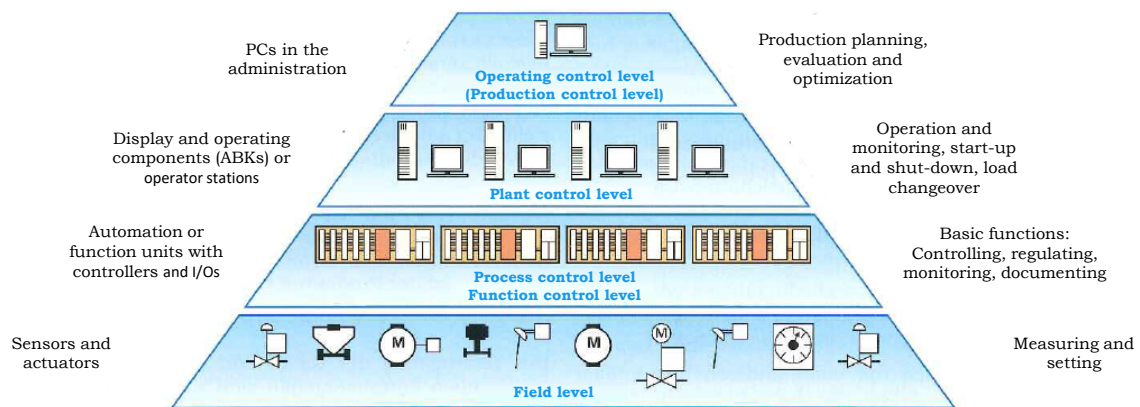 PCs in the
administration
Operating control level
(Production control level)
Production planning,
evaluation and
optimization
Display and operating
components (ABKs) or
operator stations
Plant control level
Operation and
monitoring, start-up
and shut-down, load
changeover
Automation or
function units with
controllers and I/Os
Process control level
Function control level
Basic functions:
Controlling, regulating,
monitoring, documenting
Sensors and
actuators
M
M
M
Field level
Measuring and
setting